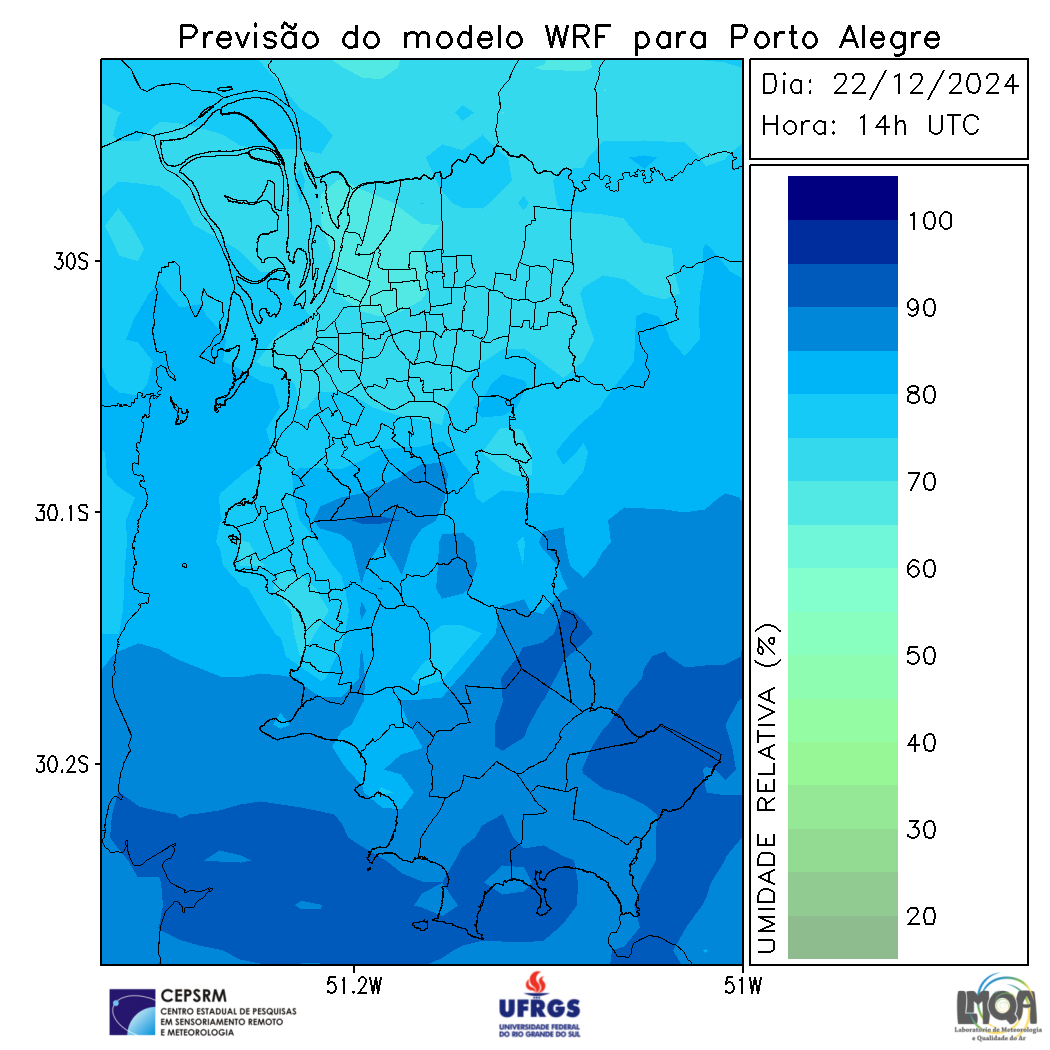 Previsão do modelo WRF para Porto Alegre
Dia: 22/12/2024
Hora: 14h UTC
100
90
80
70
60
50
40
30
20
UMIDADE RELATIVA (%)
30S
30.1S
30.2S
51.2W
51W
CEPSRM
CENTRO ESTADUAL DE PESQUISAS
EM SENSORIAMENTO REMOTO
E METEOROLOGIA
UFRGS
UNIVERSIDADE FEDERAL
DO RIO GRANDE DO SUL
LMQA
Laboratório de Meteorologia
e Qualidade do Ar